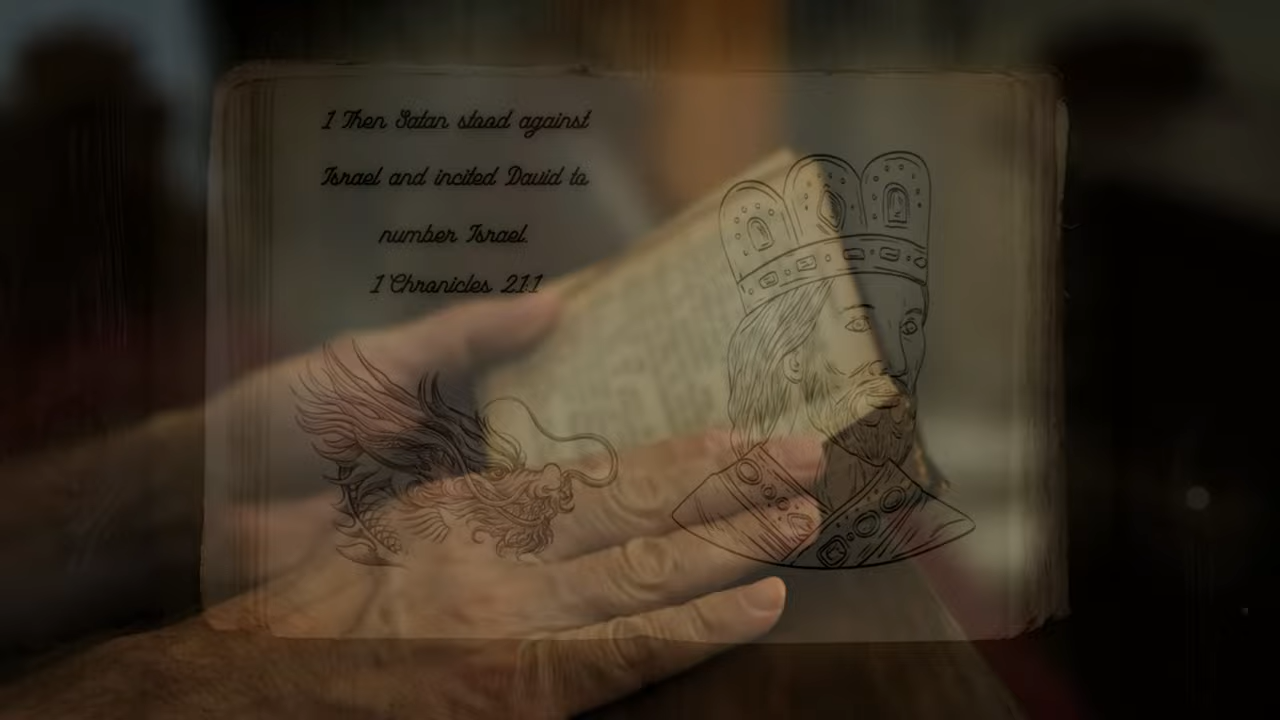 1 Then Satan stood against
Israel and incited David to
number Israel.
1 Chronicles 21:1